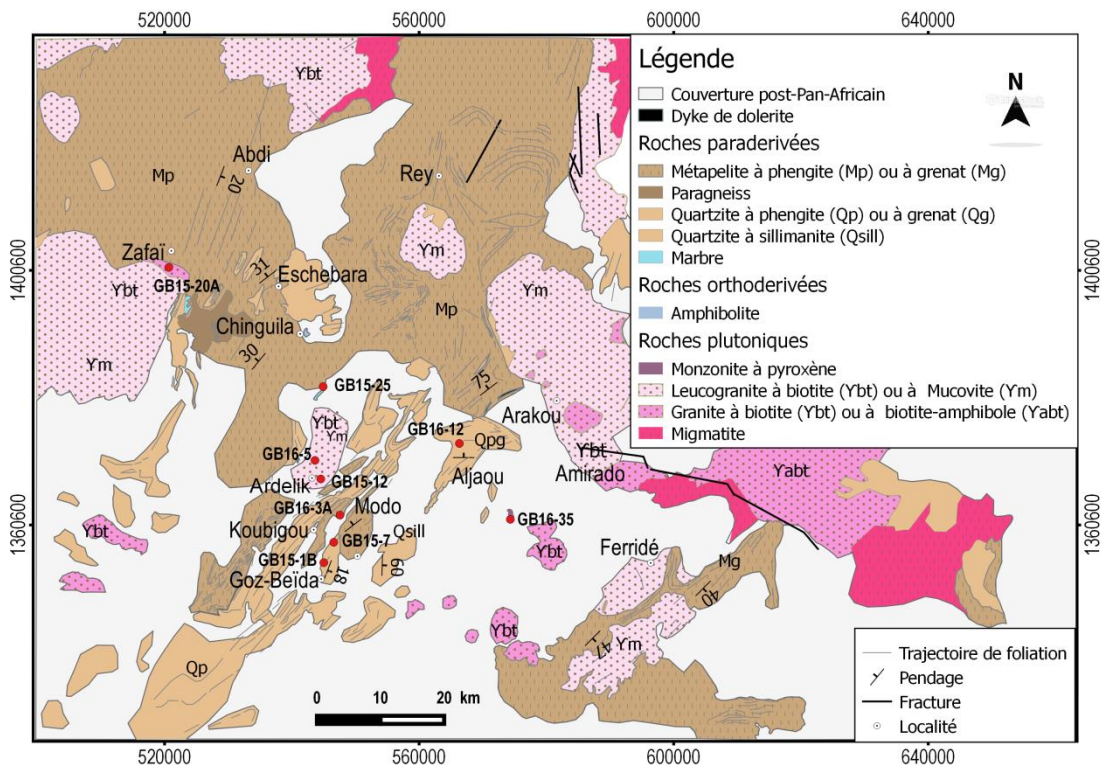 520000 560000 600000 640000
Légende
Couverture post-Pan-Africain
Dyke de dolerite
Roches paraderivées
Métapelite à phengite (Mp) ou à grenat (Mg)
Paragneiss
Quartzite à phengite (Qp) ou à grenat (Qg)
Quartzite à sillimanite (Qsill)
Marbre
Roches orthoderivées
Amphibolite
Roches plutoniques
Monzonite à pyroxène
Leucogranite à biotite (Ybt) ou à Mucovite (Ym)
Granite à biotite (Ybt) ou à biotite-amphibole (Yabt)
Migmatite
N
Ybt
Abdi
20
Mp
Rey
Zafaï
Ym
31
Eschebara
Ybt
GB15-20A
Ym
Mp
Chinguila
Ym
30
75
GB15-25
Arakou
Ybt
Ym
GB16-12
Qpg
GB16-5
Ybt
Amirado
Yabt
Aljaou
Ardelik
GB15-12
GB16-3A
Modo
GB16-35
Koubigou
Qsill
Ybt
GB15-7
Ybt
Ferridé
Mg
GB15-1B
18
60
Goz-Beïda
40
Ybt
47
Ym
Qp
1400600
1360600
1400600
1360600
0 10 20 km
Trajectoire de foliation
Pendage
Fracture
Localité
520000 560000 600000 640000